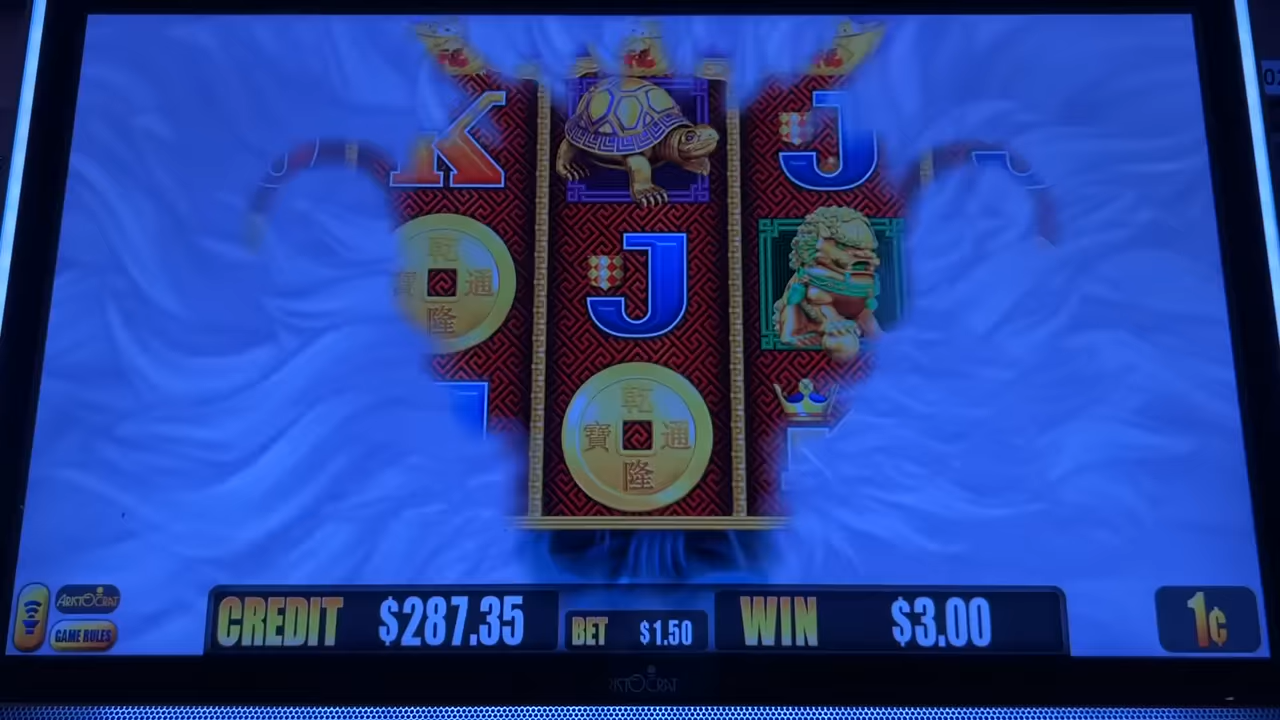 K
J
乾
寶 通
隆
J
K
乾
寶 通
隆
ARISTOCRAT
GAME RULES
CREDIT $287.35
BET $1.50
WIN $3.00
1¢
ARISTOCRAT